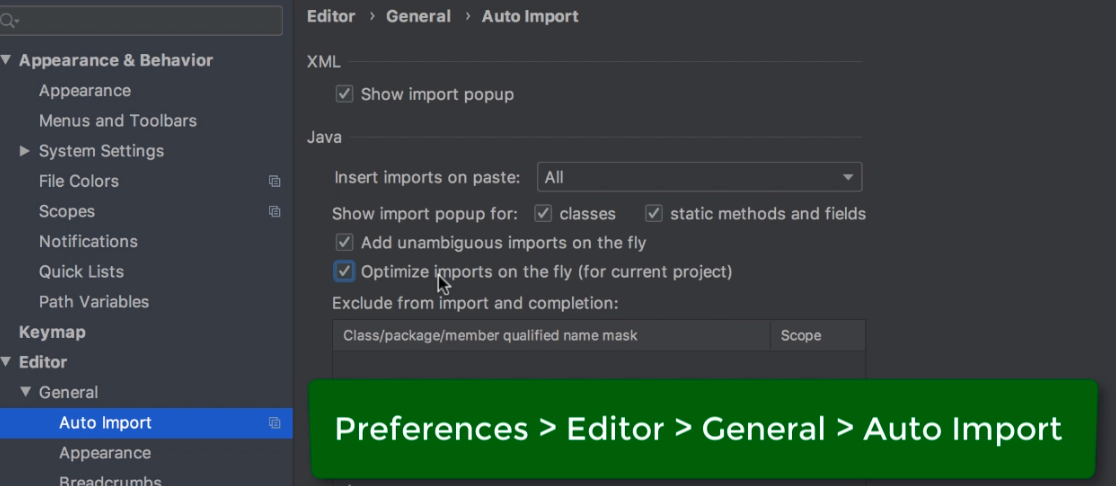 Editor › General › Auto Import
Appearance & Behavior
Appearance
Menus and Toolbars
System Settings
File Colors
Scopes
Notifications
Quick Lists
Path Variables
Keymap
Editor
General
Auto Import
Appearance
Breadcrumbs
XML
Show import popup
Java
Insert imports on paste: All
Show import popup for: classes static methods and fields
Add unambiguous imports on the fly
Optimize imports on the fly (for current project)
Exclude from import and completion:
Class/package/member qualified name mask Scope
Preferences > Editor > General > Auto Import